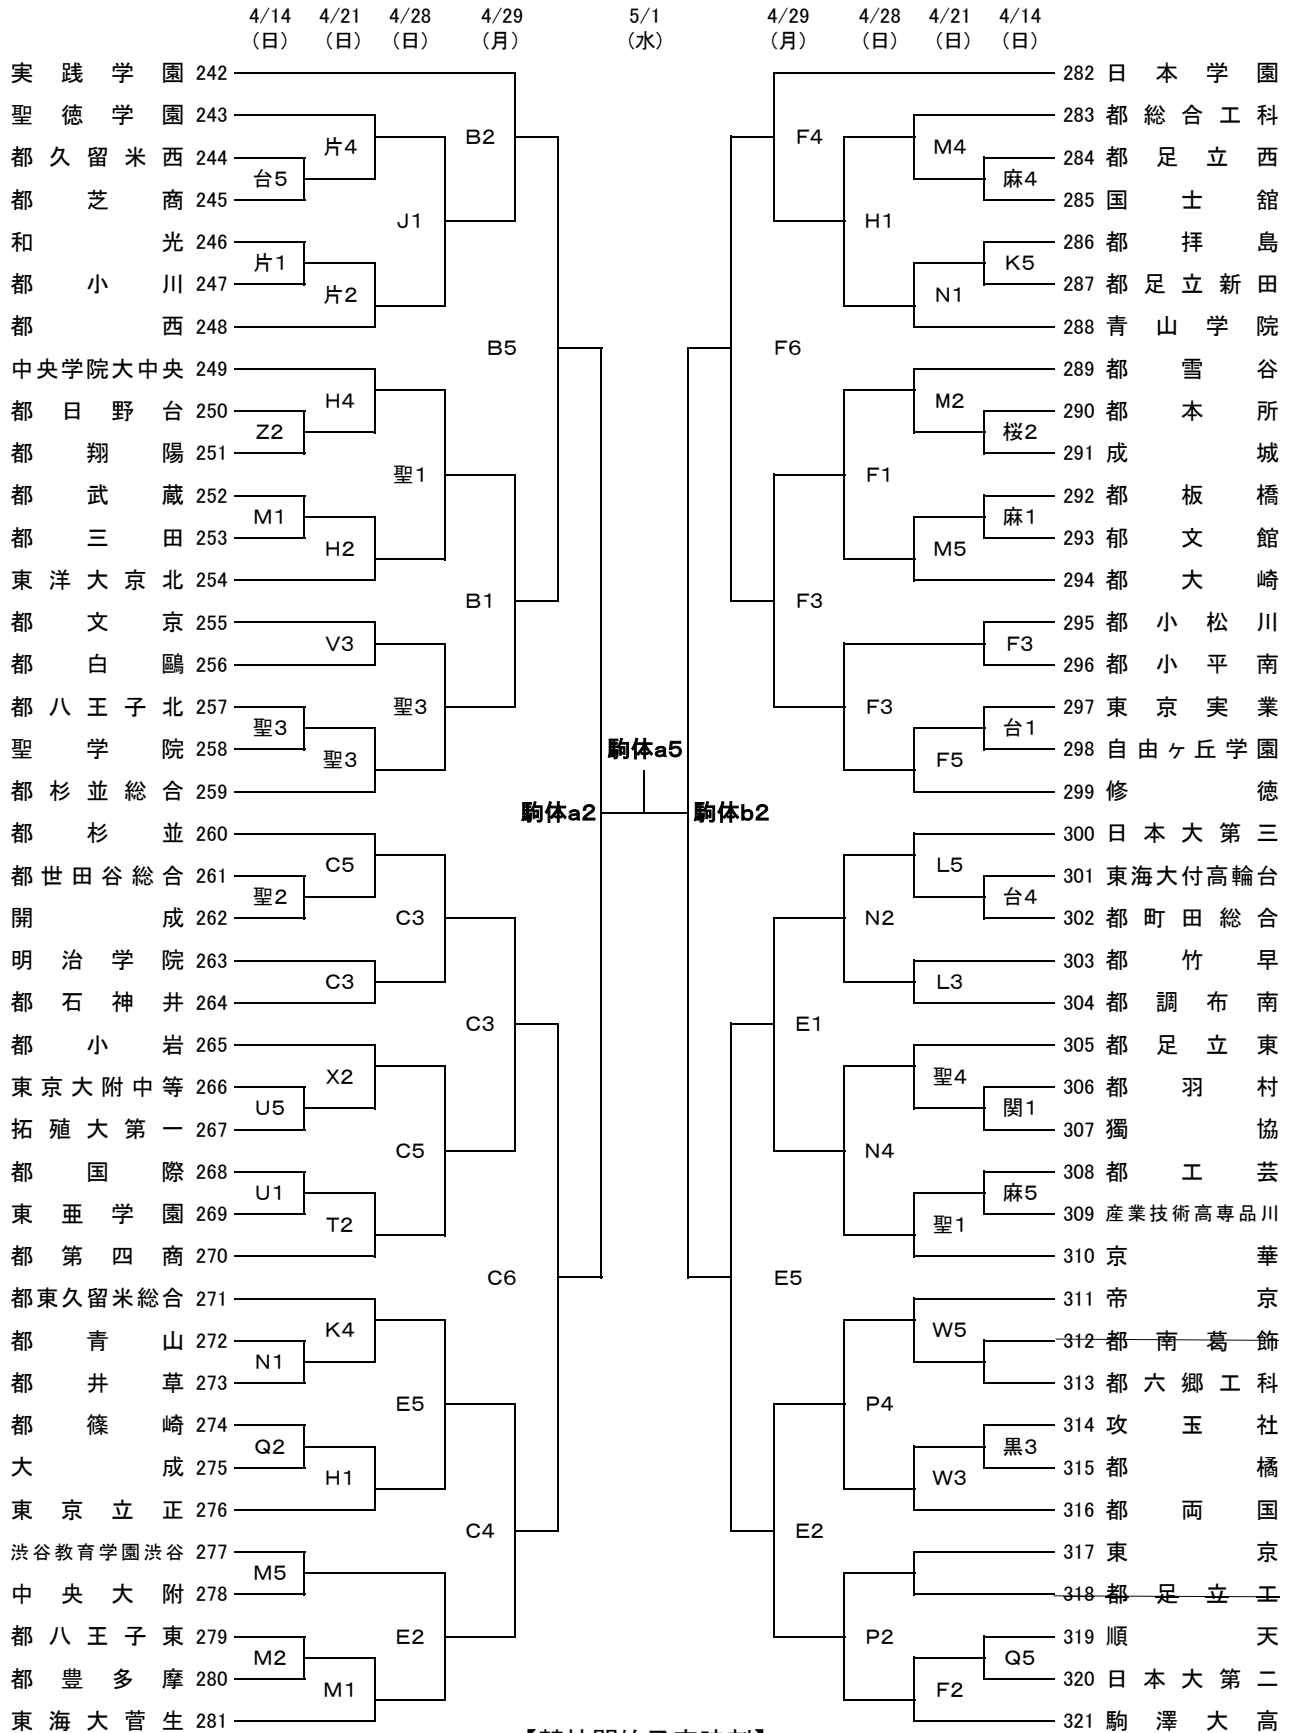 4/14 4/21 4/28 4/29 5/1 4/29 4/28 4/21 4/14
(日) (日) (日) (月) (水) (月) (日) (日) (日)
実践学園 242 282 日本学園
聖徳学園 243 283 都総合工科
B2 F4
片4 M4
都久留米西 244 284 都足立西
台5 麻4
都芝商 245 285 国士舘
J1 H1
和光 246 286 都拝島
片1 K5
都小川 247 287 都足立新田
片2 N1
都西 248 288 青山学院
B5 F6
中央学院大中央 249 289 都雪谷
H4 M2
都日野台 250 290 都本所
Z2 桜2
都翔陽 251 291 成城
聖1 F1
都武蔵 252 292 都板橋
M1 麻1
都三田 253 293 郁文館
H2 M5
東洋大京北 254 294 都大崎
B1 F3
都文京 255 295 都小松川
V3 F3
都白鷗 256 296 都小平南
都八王子北 257 聖3 F3 297 東京実業
聖3 台1
聖学院 258 駒体a5 298 自由ヶ丘学園
聖3 F5
都杉並総合 259 299 修徳
駒体a2 駒体b2
都杉並 260 300 日本大第三
C5 L5
都世田谷総合 261 301 東海大付高輪台
聖2 台4
開成 262 C3 N2 302 都町田総合
明治学院 263 303 都竹早
C3 L3
都石神井 264 304 都調布南
C3 E1
都小岩 265 305 都足立東
X2 聖4
東京大附中等 266 306 都羽村
U5 関1
拓殖大第一 267 307 獨協
C5 N4
都国際 268 308 都工芸
U1 麻5
東亜学園 269 309 産業技術高専品川
T2 聖1
都第四商 270 310 京華
C6 E5
都東久留米総合 271 311 帝京
K4 W5
都青山 272 312 都南葛飾
N1
都井草 273 313 都六郷工科
E5 P4
都篠崎 274 314 攻玉社
Q2 黒3
大成 275 315 都橘
H1 W3
東京立正 276 316 都両国
C4 E2
渋谷教育学園渋谷 277 317 東京
M5
中央大附 278 318 都足立工
都八王子東 279 E2 P2 319 順天
M2 Q5
都豊多摩 280 320 日本大第二
M1 F2
東海大菅生 281 321 駒澤大高